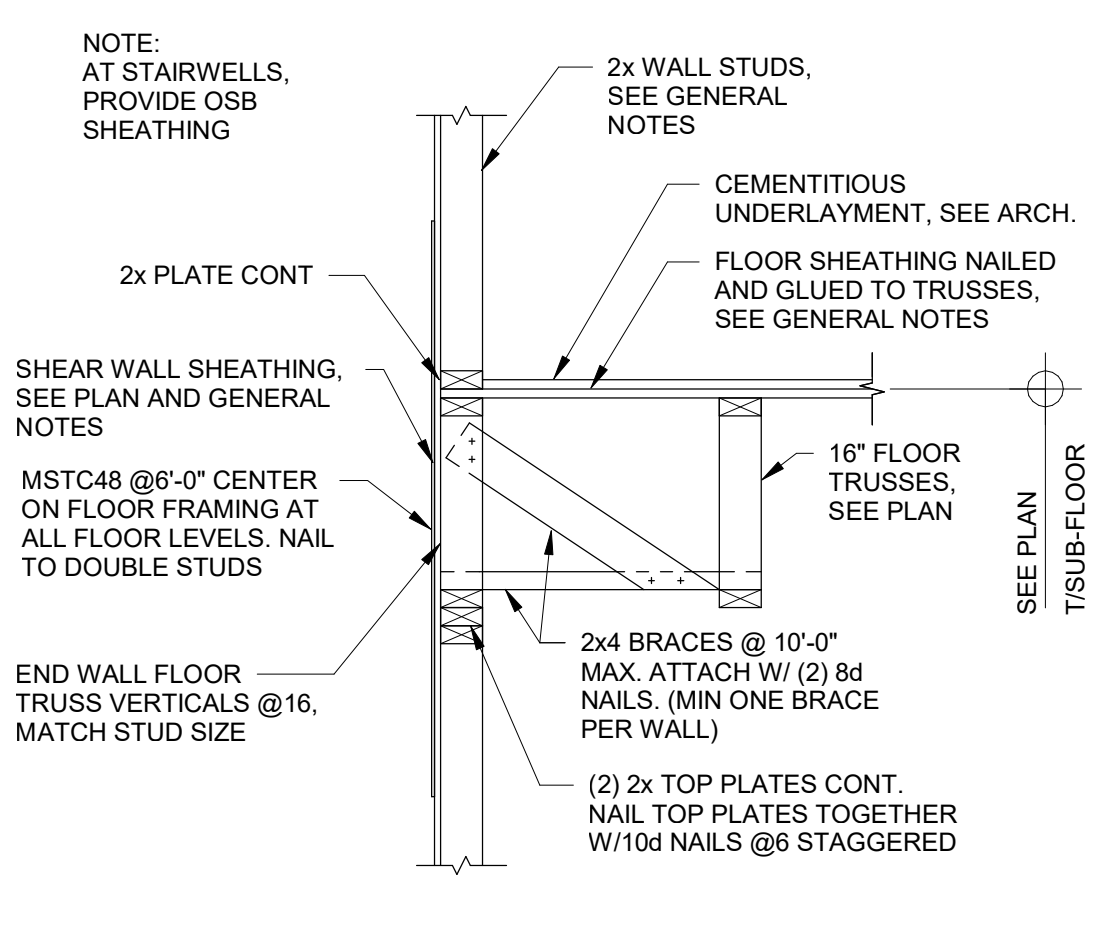 NOTE:
AT STAIRWELLS,
PROVIDE OSB
SHEATHING
2x WALL STUDS,
SEE GENERAL
NOTES
CEMENTITIOUS
UNDERLAYMENT, SEE ARCH.
FLOOR SHEATHING NAILED
AND GLUED TO TRUSSES,
SEE GENERAL NOTES
2x PLATE CONT
SHEAR WALL SHEATHING,
SEE PLAN AND GENERAL
NOTES
MSTC48 @6'-0" CENTER
ON FLOOR FRAMING AT
ALL FLOOR LEVELS. NAIL
TO DOUBLE STUDS
END WALL FLOOR
TRUSS VERTICALS @16,
MATCH STUD SIZE
16" FLOOR
TRUSSES,
SEE PLAN
SEE PLAN
T/SUB-FLOOR
2x4 BRACES @ 10'-0"
MAX. ATTACH W/ (2) 8d
NAILS. (MIN ONE BRACE
PER WALL)
(2) 2x TOP PLATES CONT.
NAIL TOP PLATES TOGETHER
W/10d NAILS @6 STAGGERED